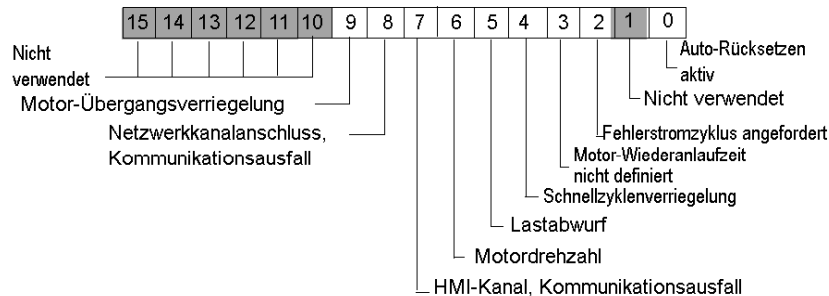 15 14 13 12 11 10 9 8 7 6 5 4 3 2 1 0
Nicht
verwendet
Auto-Rücksetzen
aktiv
Motor-Übergangsverriegelung
Nicht verwendet
Netzwerkkanalanschluss,
Kommunikationsausfall
Fehlerstromzyklus angefordert
Motor-Wiederanlaufzeit
nicht definiert
Schnellzyklenverriegelung
Lastabwurf
Motordrehzahl
HMI-Kanal, Kommunikationsausfall